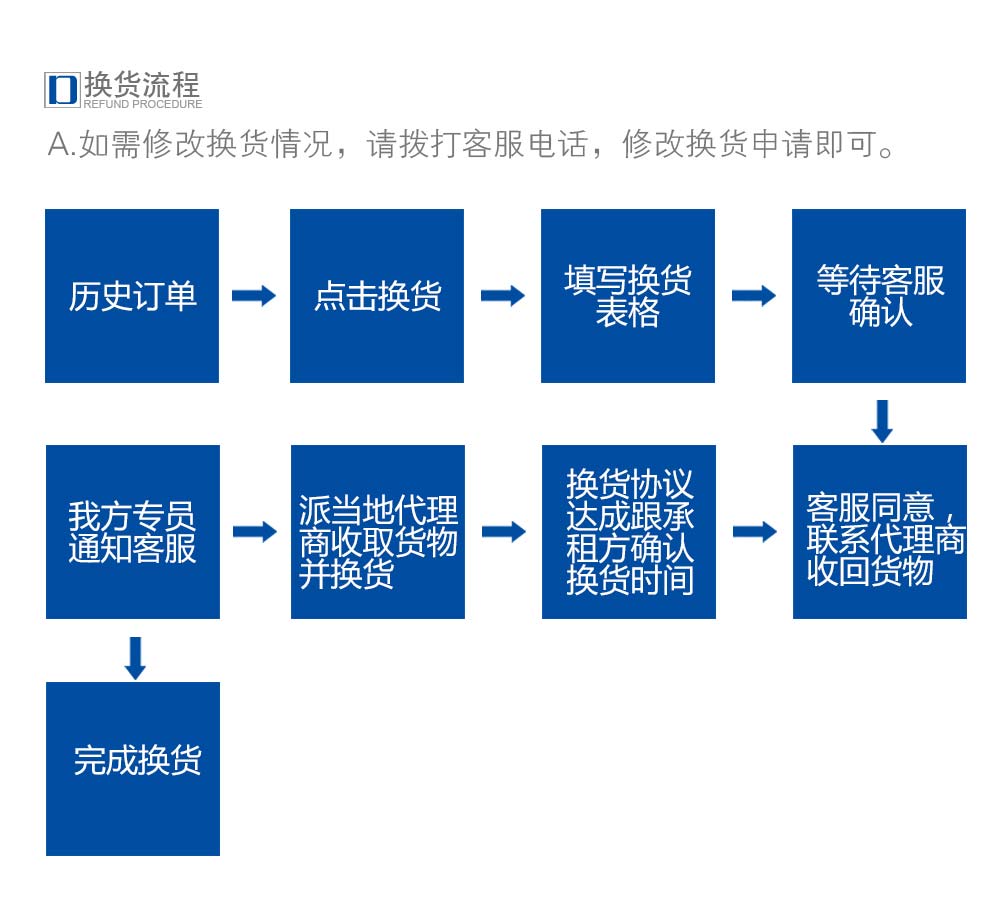 换货流程
REFUND PROCEDURE
A.如需修改换货情况，请拨打客服电话，修改换货申请即可。
历史订单
点击换货
填写换货
表格
等待客服
确认
我方专员
通知客服
派当地代理
商收取货物
并换货
换货协议
达成跟承
租方确认
换货时间
客服同意，
联系代理商
收回货物
完成换货